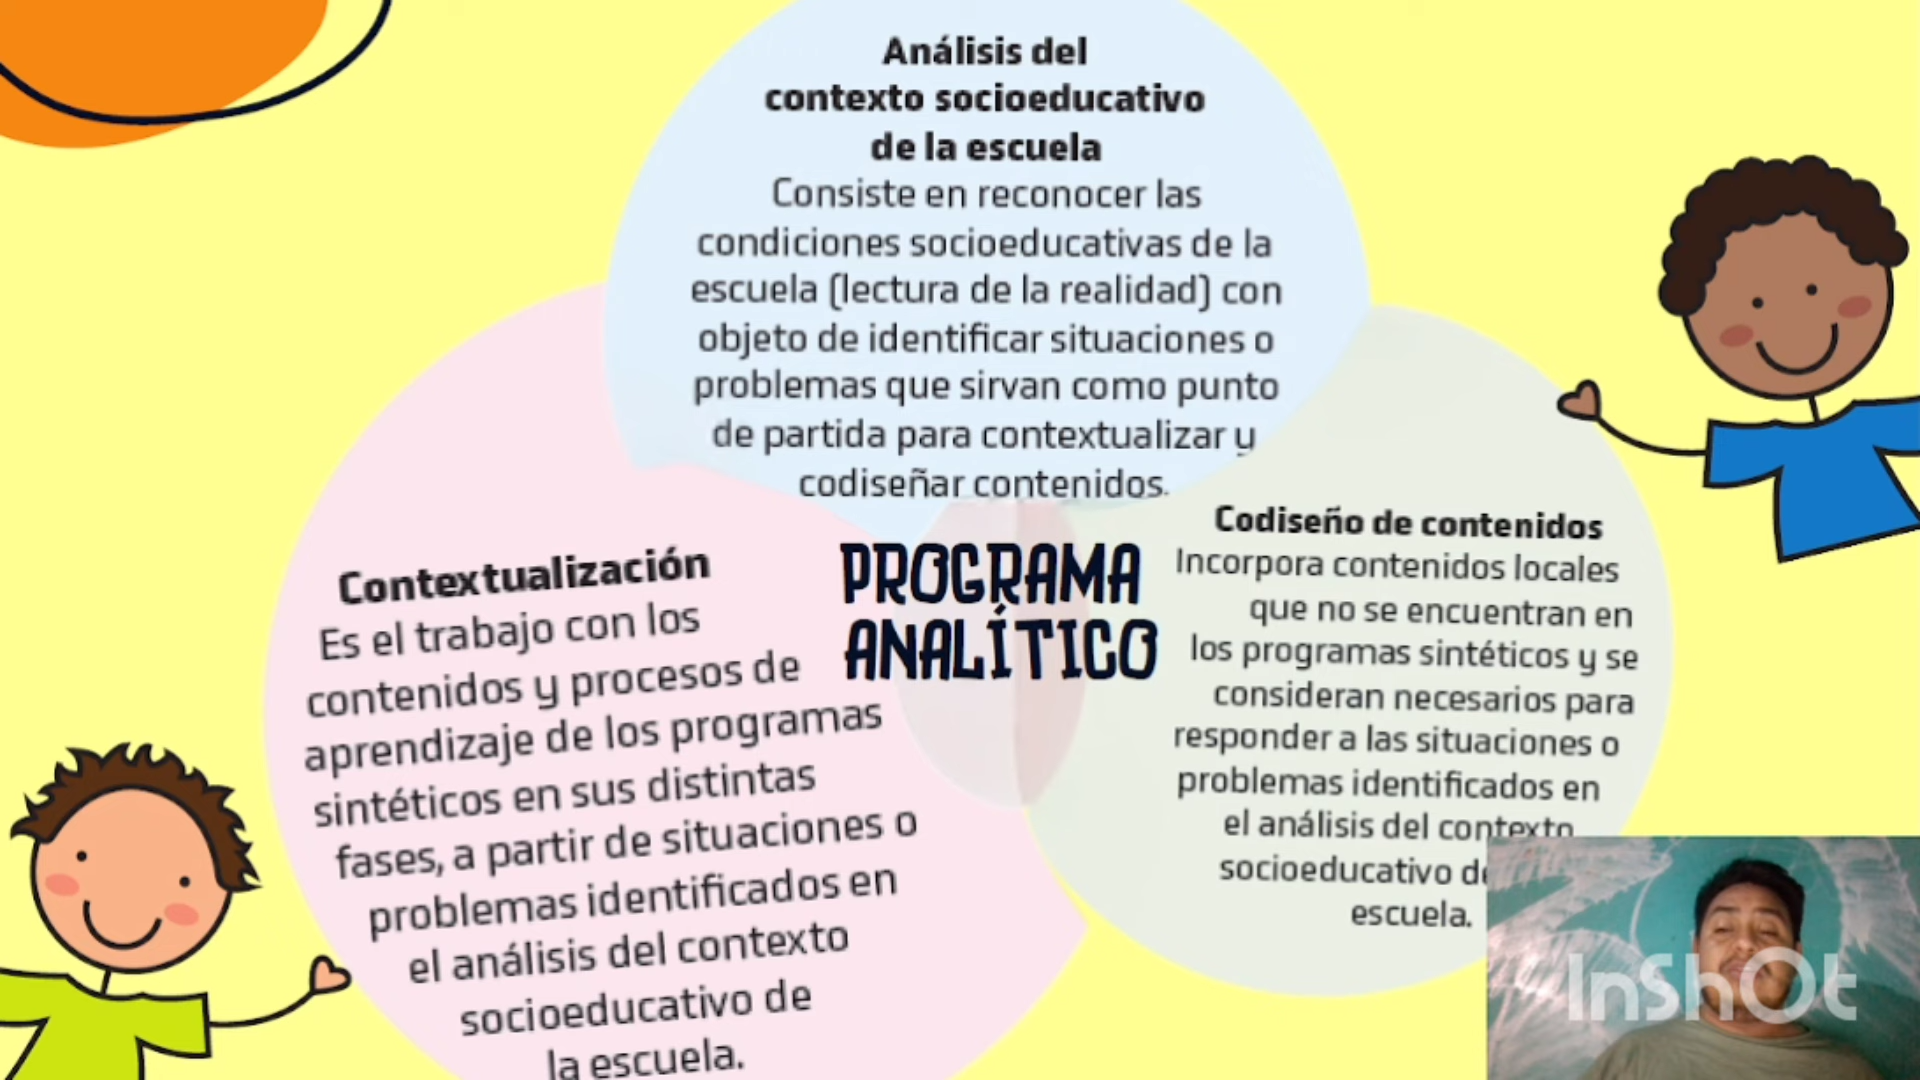 Análisis del
contexto socioeducativo
de la escuela
Consiste en reconocer las
condiciones socioeducativas de la
escuela (lectura de la realidad) con
objeto de identificar situaciones o
problemas que sirvan como punto
de partida para contextualizar y
codiseñar contenidos.
Contextualización
Es el trabajo con los
contenidos y procesos de
aprendizaje de los programas
sintéticos en sus distintas
fases, a partir de situaciones o
problemas identificados en
el análisis del contexto
socioeducativo de
la escuela.
PROGRAMA
ANALÍTICO
Codiseño de contenidos
Incorpora contenidos locales
que no se encuentran en
los programas sintéticos y se
consideran necesarios para
responder a las situaciones o
problemas identificados en
el análisis del contexto
socioeducativo de
escuela.
InShOt